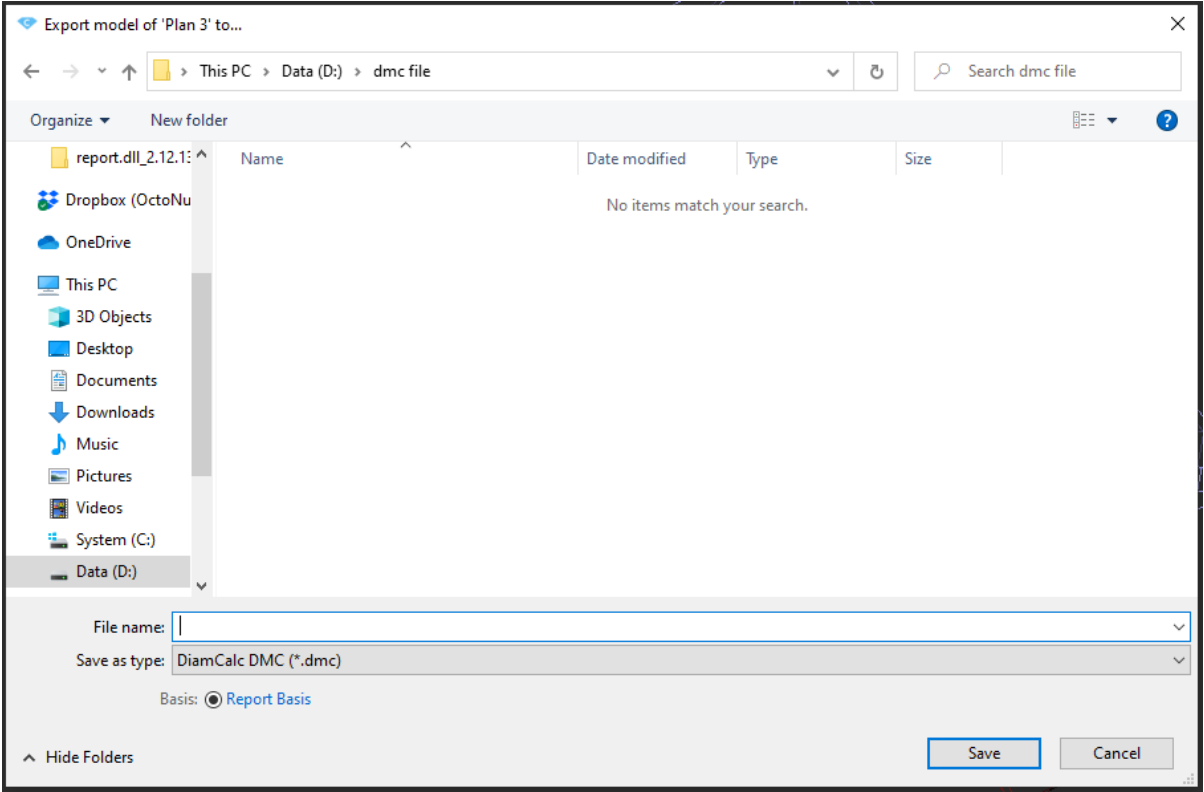 Export model of 'Plan 3' to...
This PC > Data (D:) > dmc file
Search dmc file
Organize
New folder
Name
Date modified
Type
Size
No items match your search.
report.dll_2.12.13
Dropbox (OctoNu
OneDrive
This PC
3D Objects
Desktop
Documents
Downloads
Music
Pictures
Videos
System (C:)
Data (D:)
File name:
Save as type: DiamCalc DMC (*.dmc)
Basis: Report Basis
Hide Folders
Save
Cancel